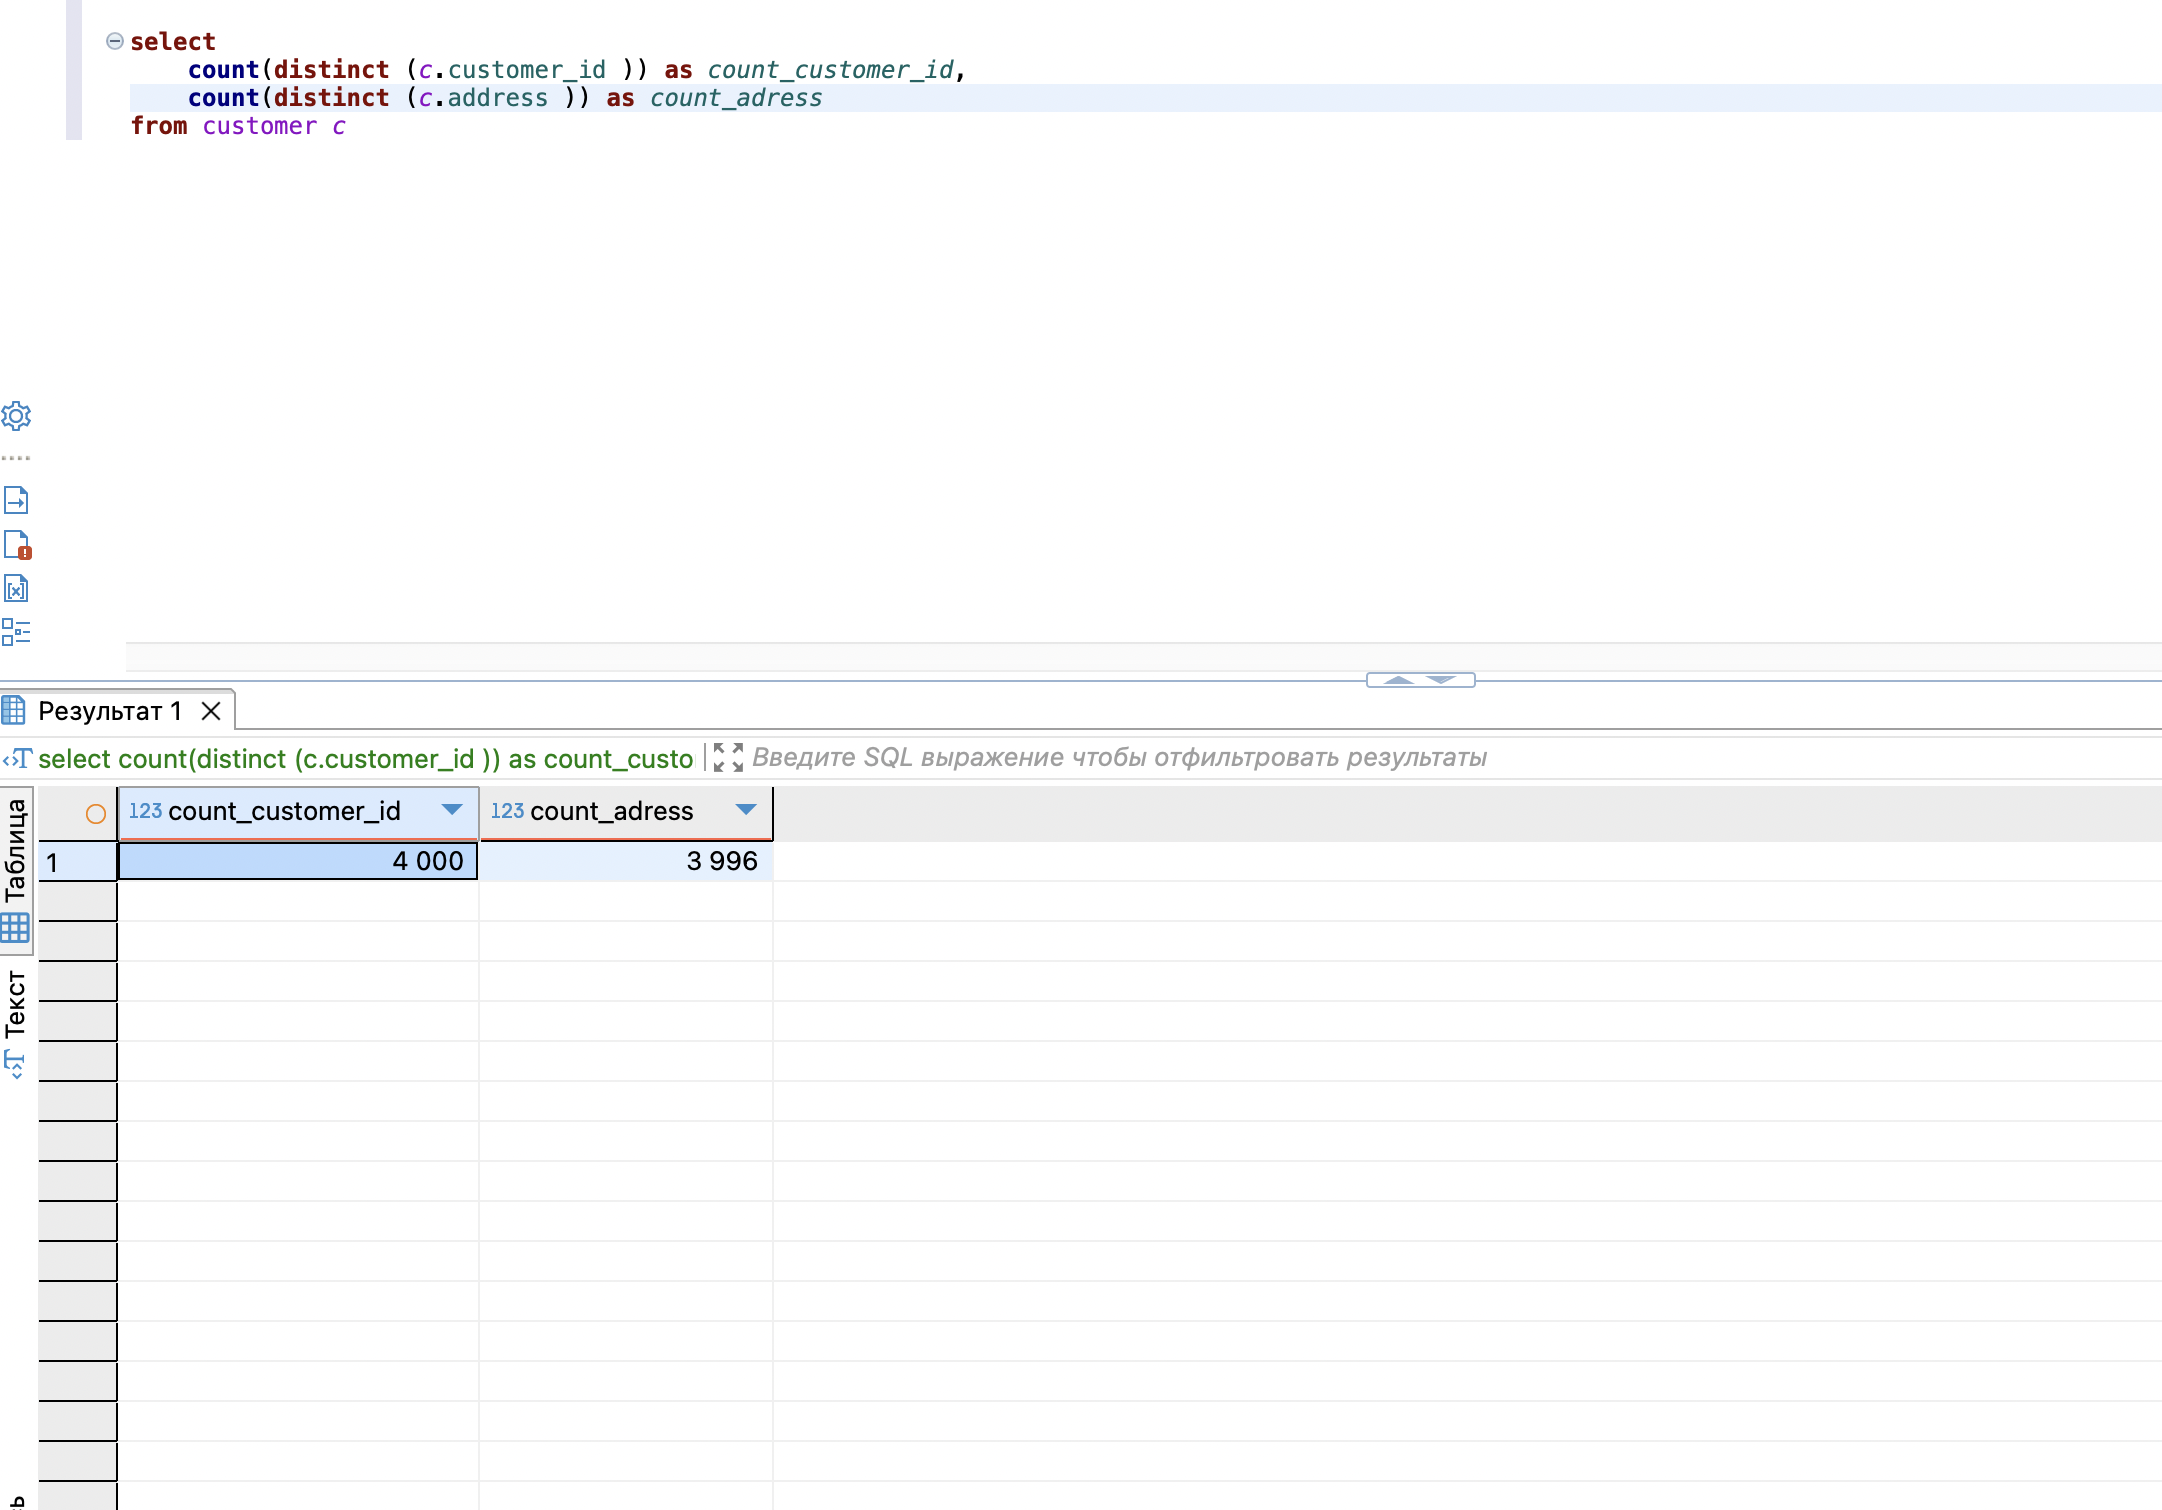 select
count(distinct (c.customer_id )) as count_customer_id,
count(distinct (c.address )) as count_adress
from customer c
Результат 1
select count(distinct (c.customer_id )) as count_custo
Введите SQL выражение чтобы отфильтровать результаты
Таблица
Текст
123 count_customer_id
123 count_adress
1
4 000
3 996